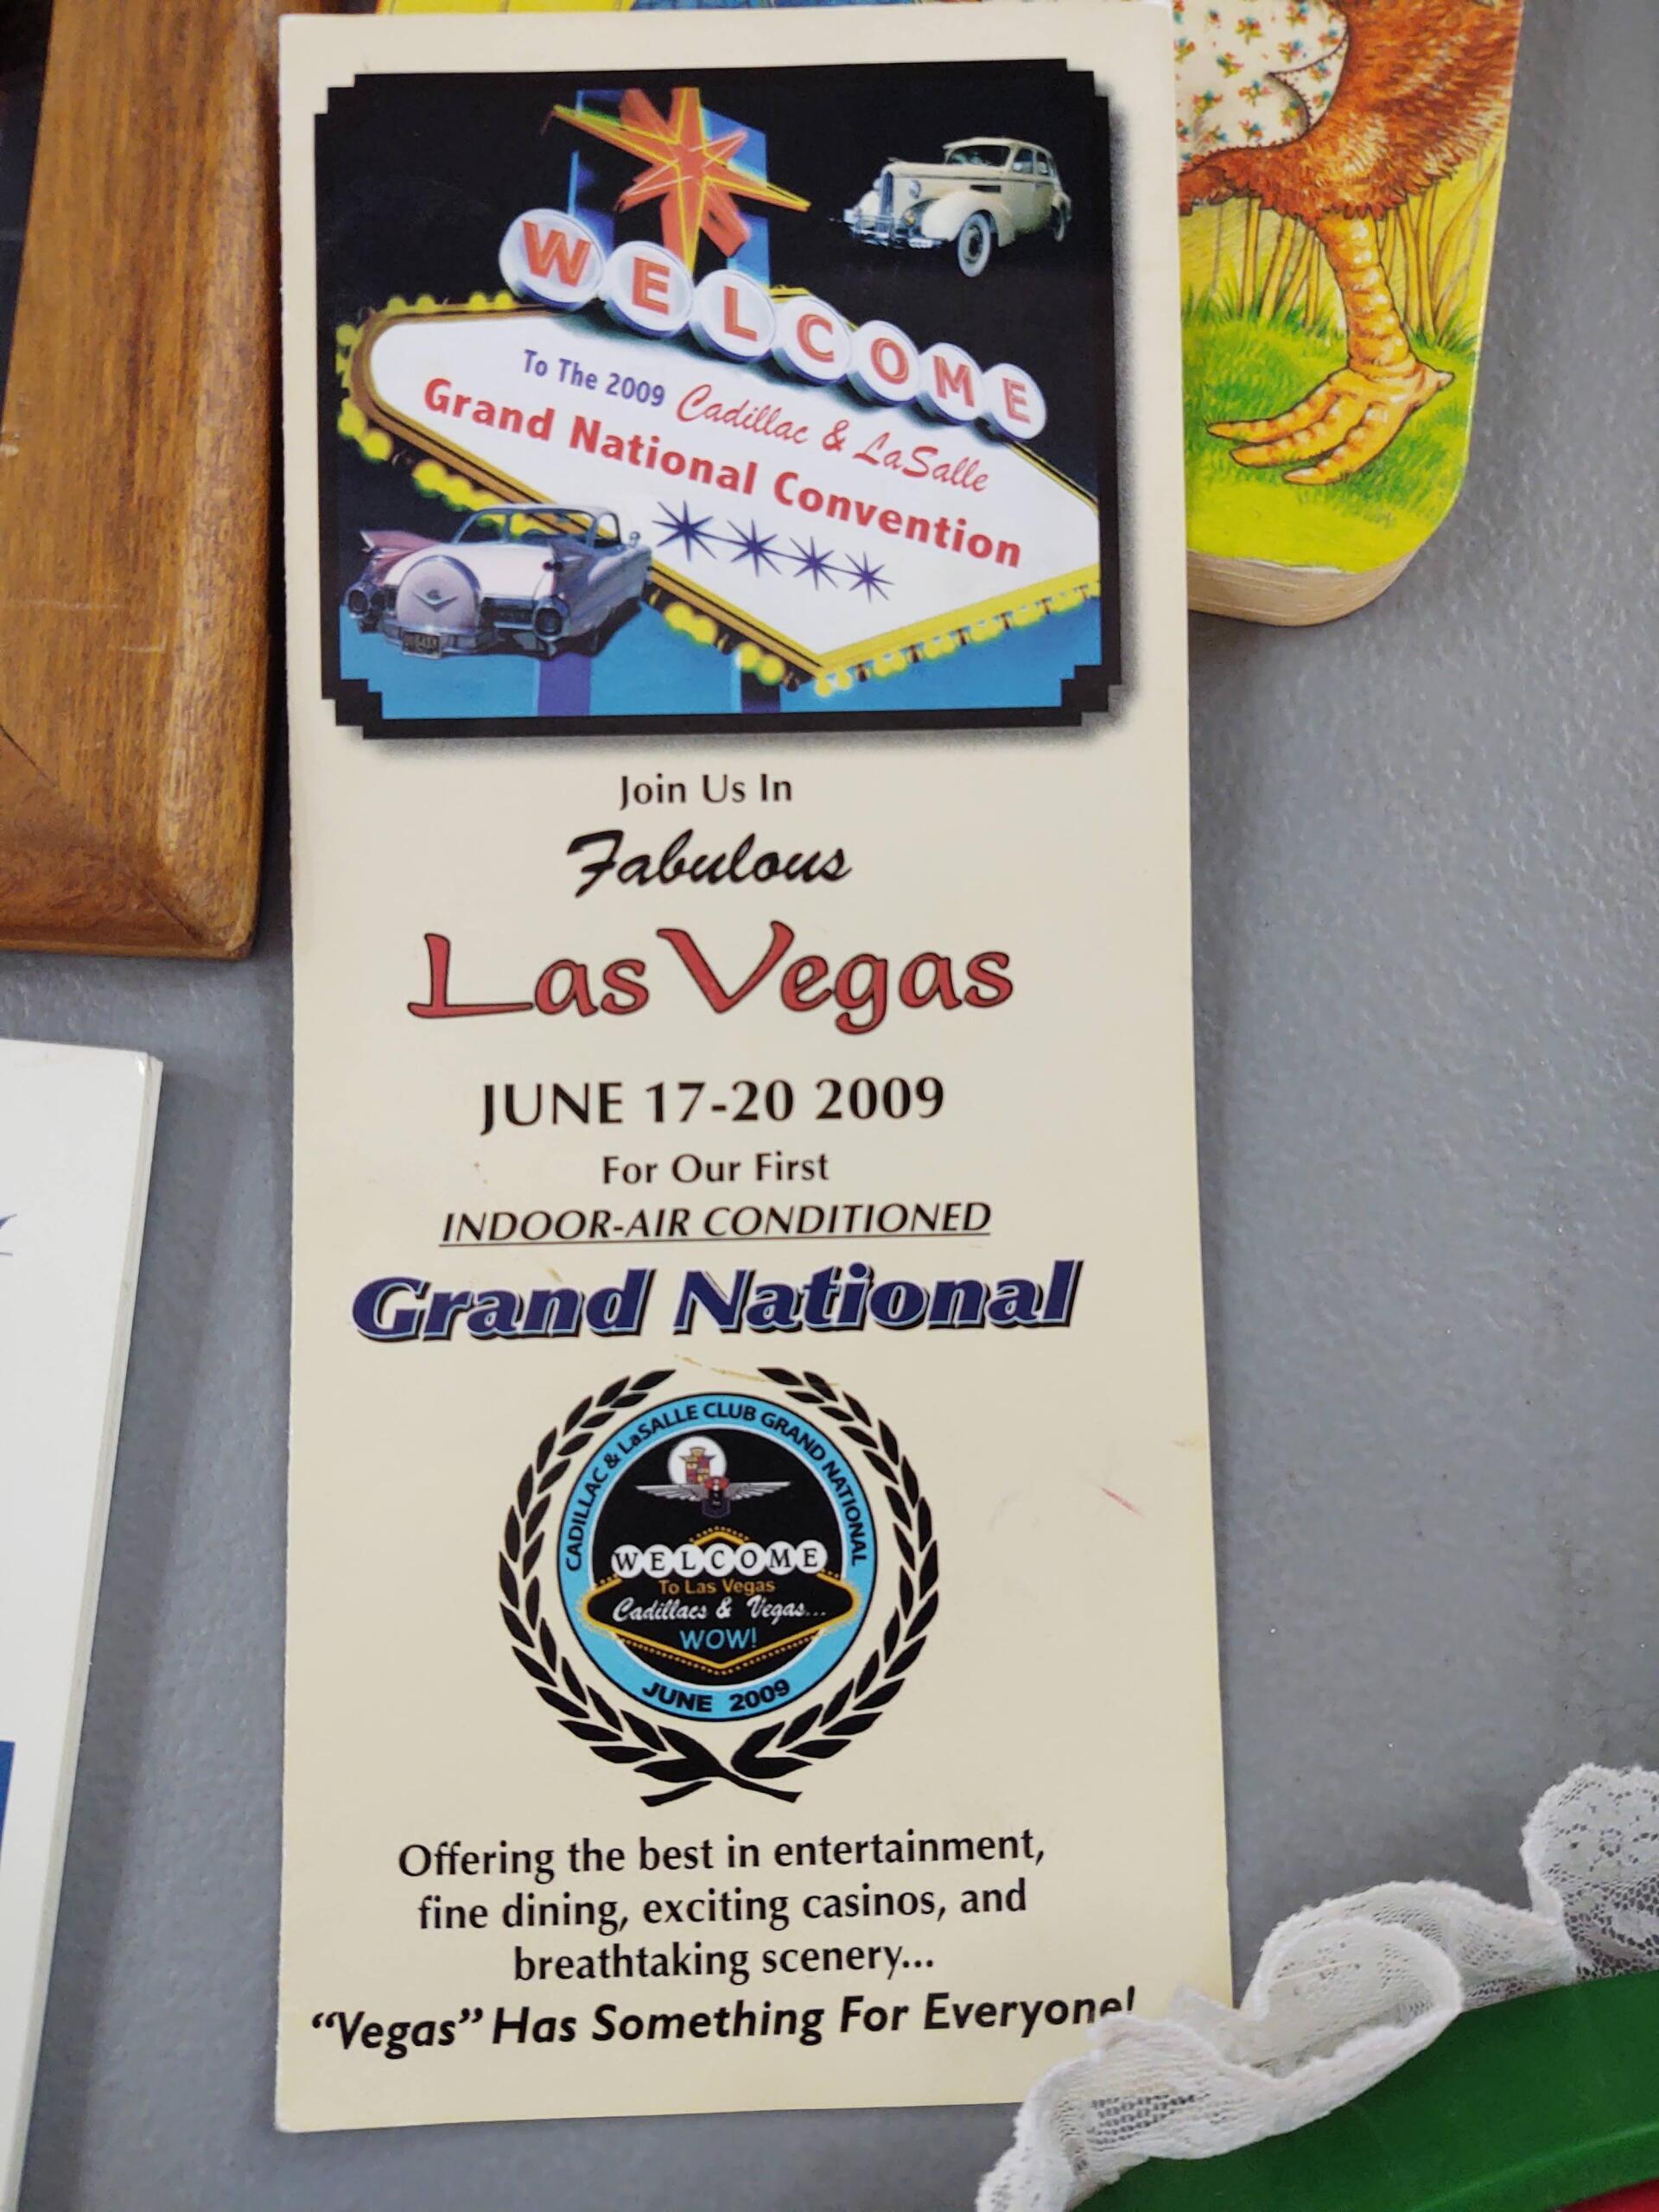 WELCOME
To The 2009 Cadillac & LaSalle
Grand National Convention
Join Us In
Fabulous
Las Vegas
JUNE 17-20 2009
For Our First
INDOOR-AIR CONDITIONED
Grand National
CADILLAC & LaSALLE CLUB GRAND NATIONAL
WELCOME
To Las Vegas
Cadillacs & Vegas...
WOW!
JUNE 2009
Offering the best in entertainment,
fine dining, exciting casinos, and
breathtaking scenery...
“Vegas” Has Something For Everyone!